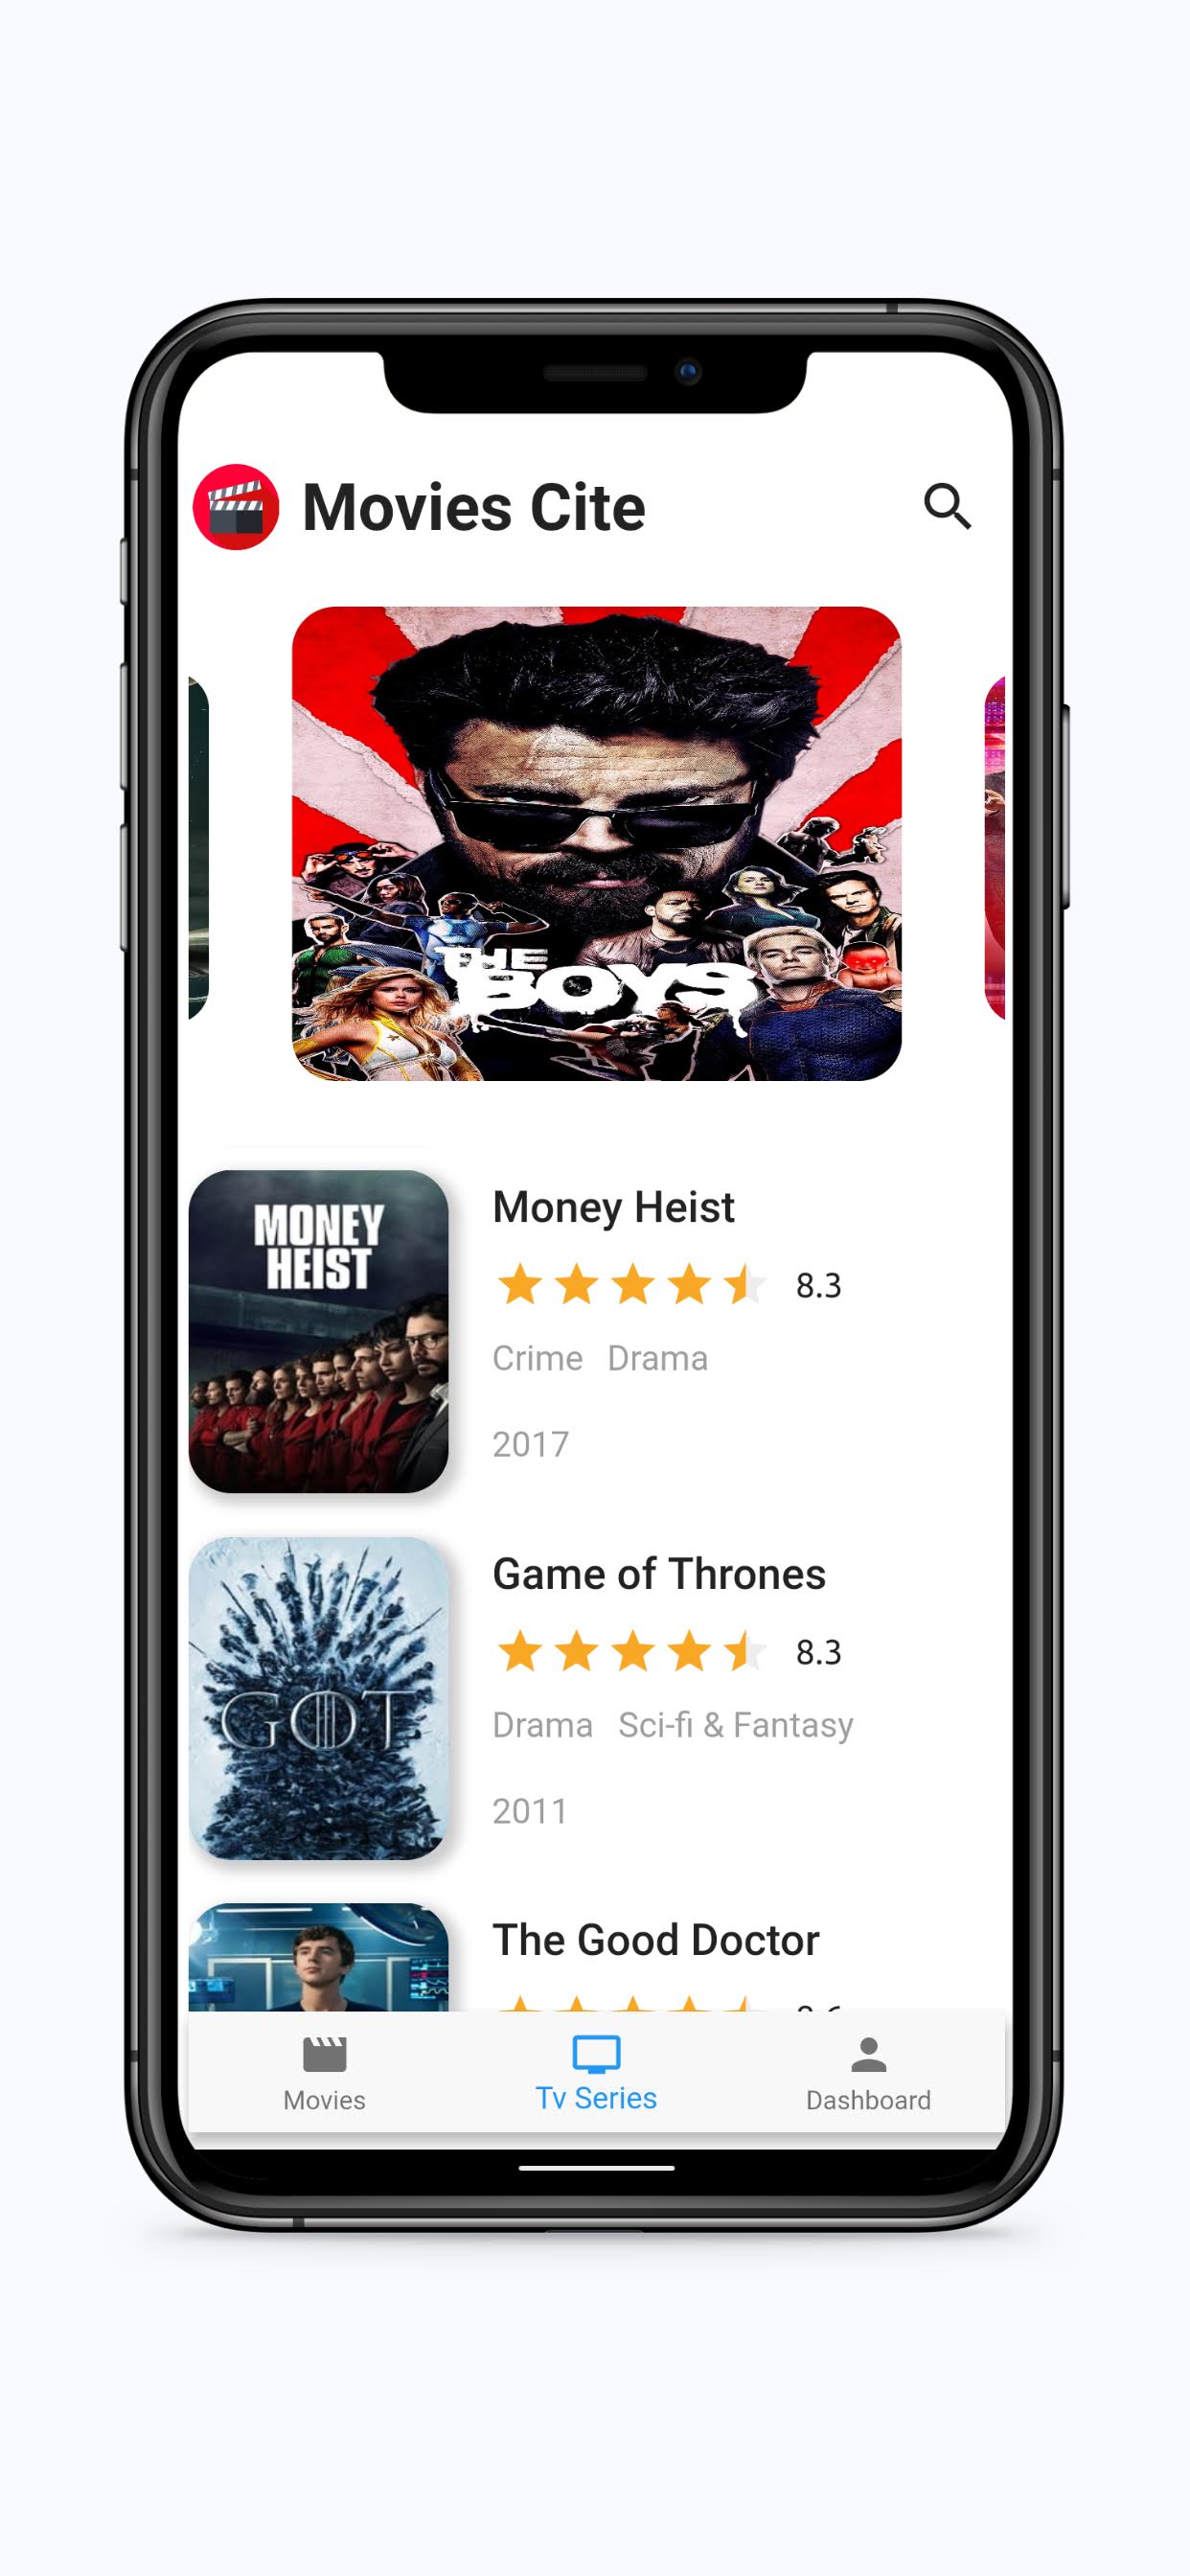 Movies Cite
THE
BOYS
MONEY
HEIST
Money Heist
8.3
Crime Drama
2017
GOT
Game of Thrones
8.3
Drama Sci-fi & Fantasy
2011
The Good Doctor
Movies
Tv Series
Dashboard